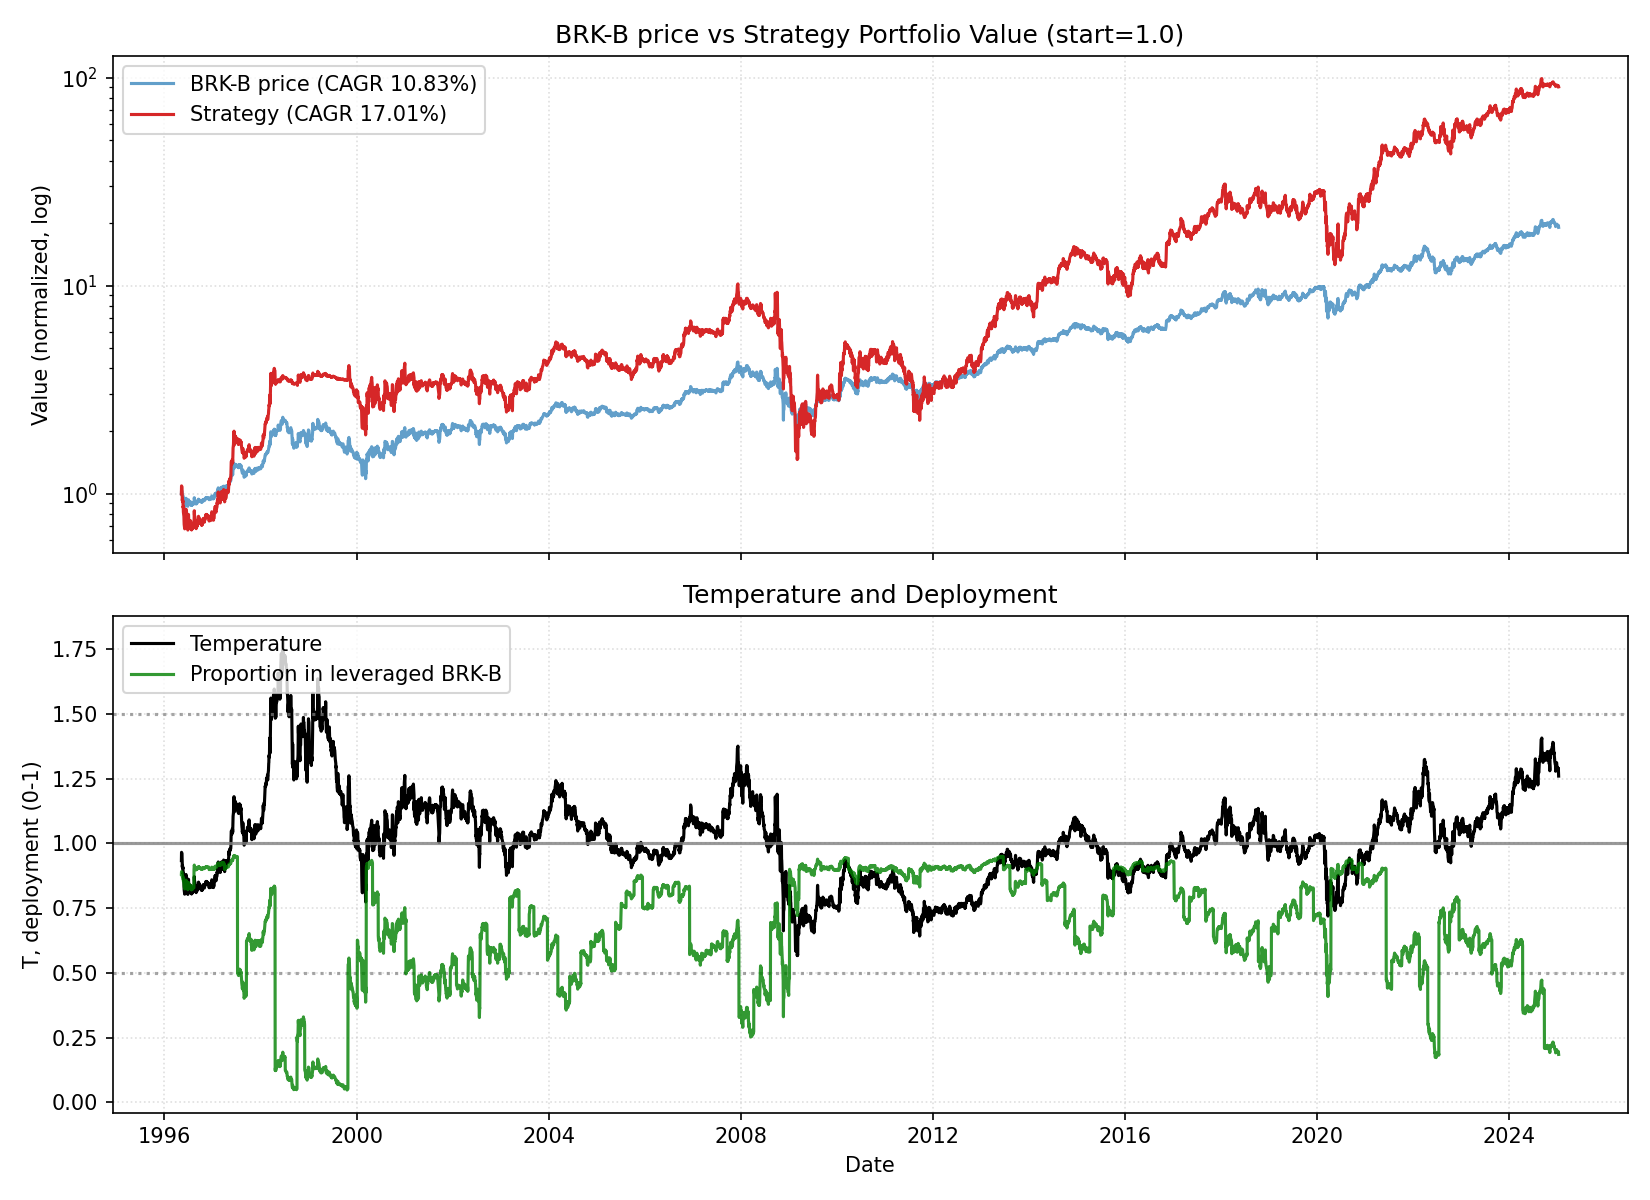 BRK-B price vs Strategy Portfolio Value (start=1.0)
BRK-B price (CAGR 10.83%)
Strategy (CAGR 17.01%)
Value (normalized, log)
10²
10¹
10⁰
Temperature and Deployment
Temperature
Proportion in leveraged BRK-B
T, deployment (0-1)
1.75
1.50
1.25
1.00
0.75
0.50
0.25
0.00
1996 2000 2004 2008 2012 2016 2020 2024
Date